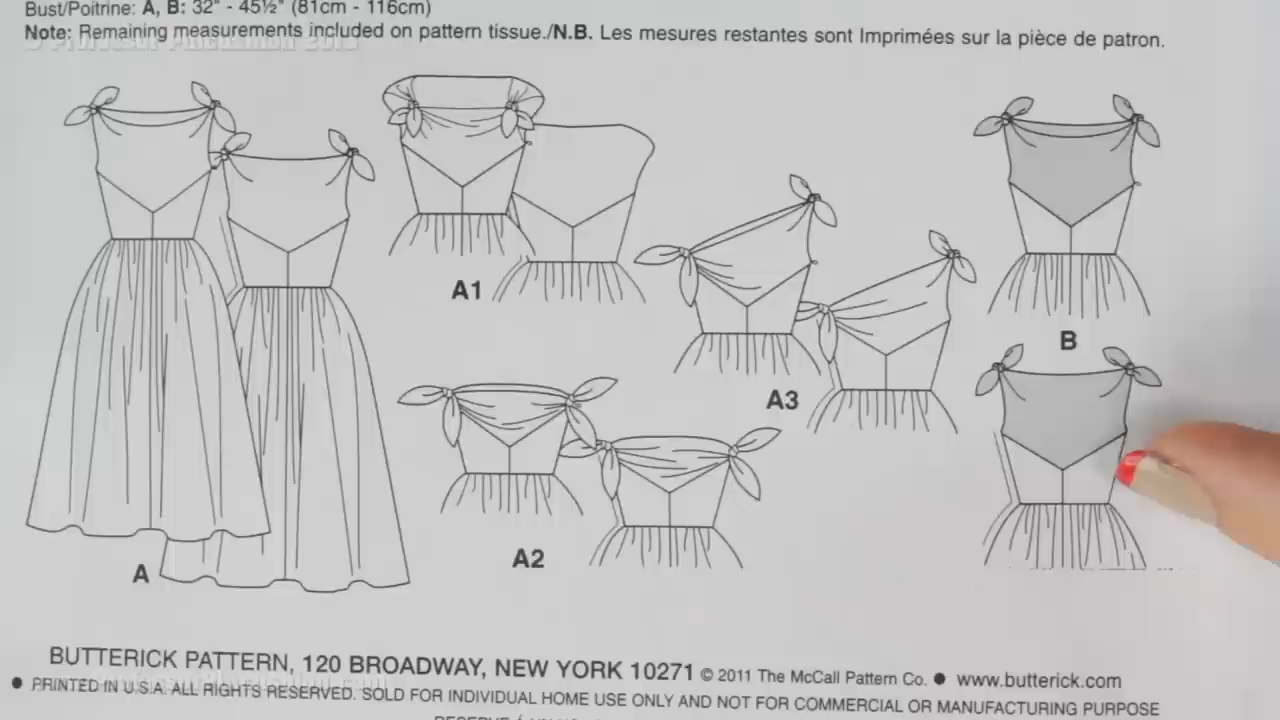 Bust/Poitrine: A, B: 32" - 45½" (81cm - 116cm)
Note: Remaining measurements included on pattern tissue./N.B. Les mesures restantes sont Imprimées sur la pièce de patron.
A1
B
A3
A2
A
BUTTERICK PATTERN, 120 BROADWAY, NEW YORK 10271 © 2011 The McCall Pattern Co. ● www.butterick.com
● PRINTED IN U.S.A. ALL RIGHTS RESERVED. SOLD FOR INDIVIDUAL HOME USE ONLY AND NOT FOR COMMERCIAL OR MANUFACTURING PURPOSE